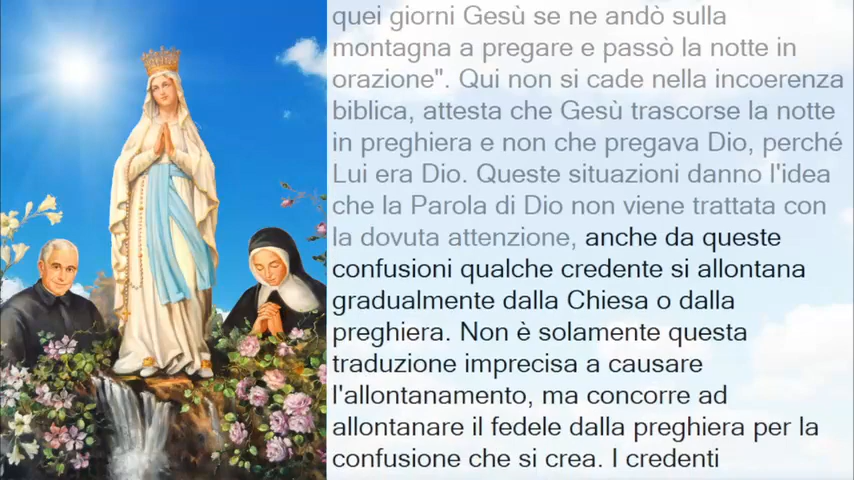 quei giorni Gesù se ne andò sulla
montagna a pregare e passò la notte in
orazione". Qui non si cade nella incoerenza
biblica, attesta che Gesù trascorse la notte
in preghiera e non che pregava Dio, perché
Lui era Dio. Queste situazioni danno l'idea
che la Parola di Dio non viene trattata con
la dovuta attenzione, anche da queste
confusioni qualche credente si allontana
gradualmente dalla Chiesa o dalla
preghiera. Non è solamente questa
traduzione imprecisa a causare
l'allontanamento, ma concorre ad
allontanare il fedele dalla preghiera per la
confusione che si crea. I credenti